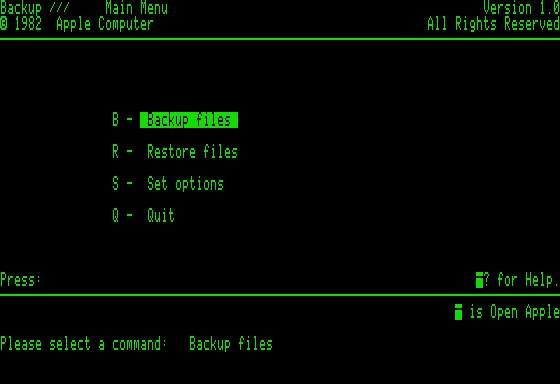 Backup ///     Main Menu     Version 1.0
© 1982  Apple Computer     All Rights Reserved
B -  Backup files
R -  Restore files
S -  Set options
Q -  Quit
Press:     ? for Help.
is Open Apple
Please select a command:   Backup files